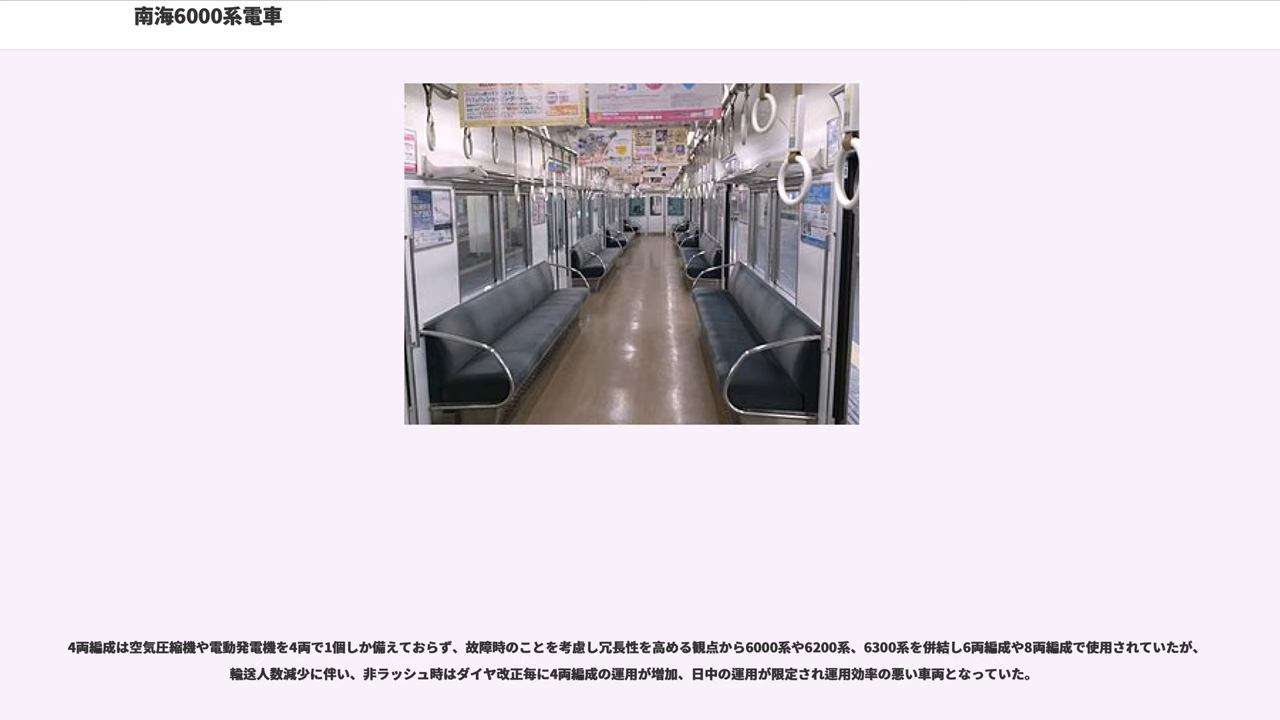 南海6000系電車
4両編成は空気圧縮機や電動発電機を4両で1個しか備えておらず、故障時のことを考慮し冗長性を高める観点から6000系や6200系、6300系を併結し6両編成や8両編成で使用されていたが、
輸送人数減少に伴い、非ラッシュ時はダイヤ改正毎に4両編成の運用が増加、日中の運用が限定され運用効率の悪い車両となっていた。